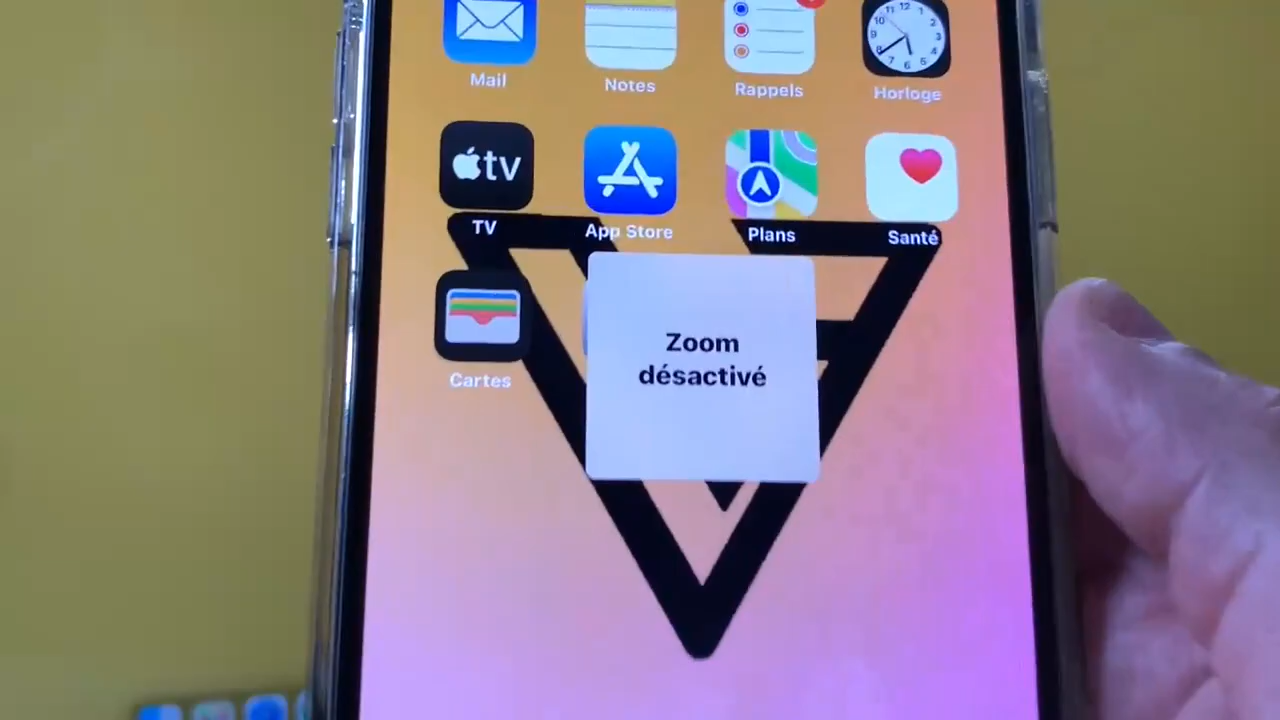 Mail
Notes
Rappels
Horloge
tv
TV
App Store
Plans
Santé
Zoom
désactivé
Cartes